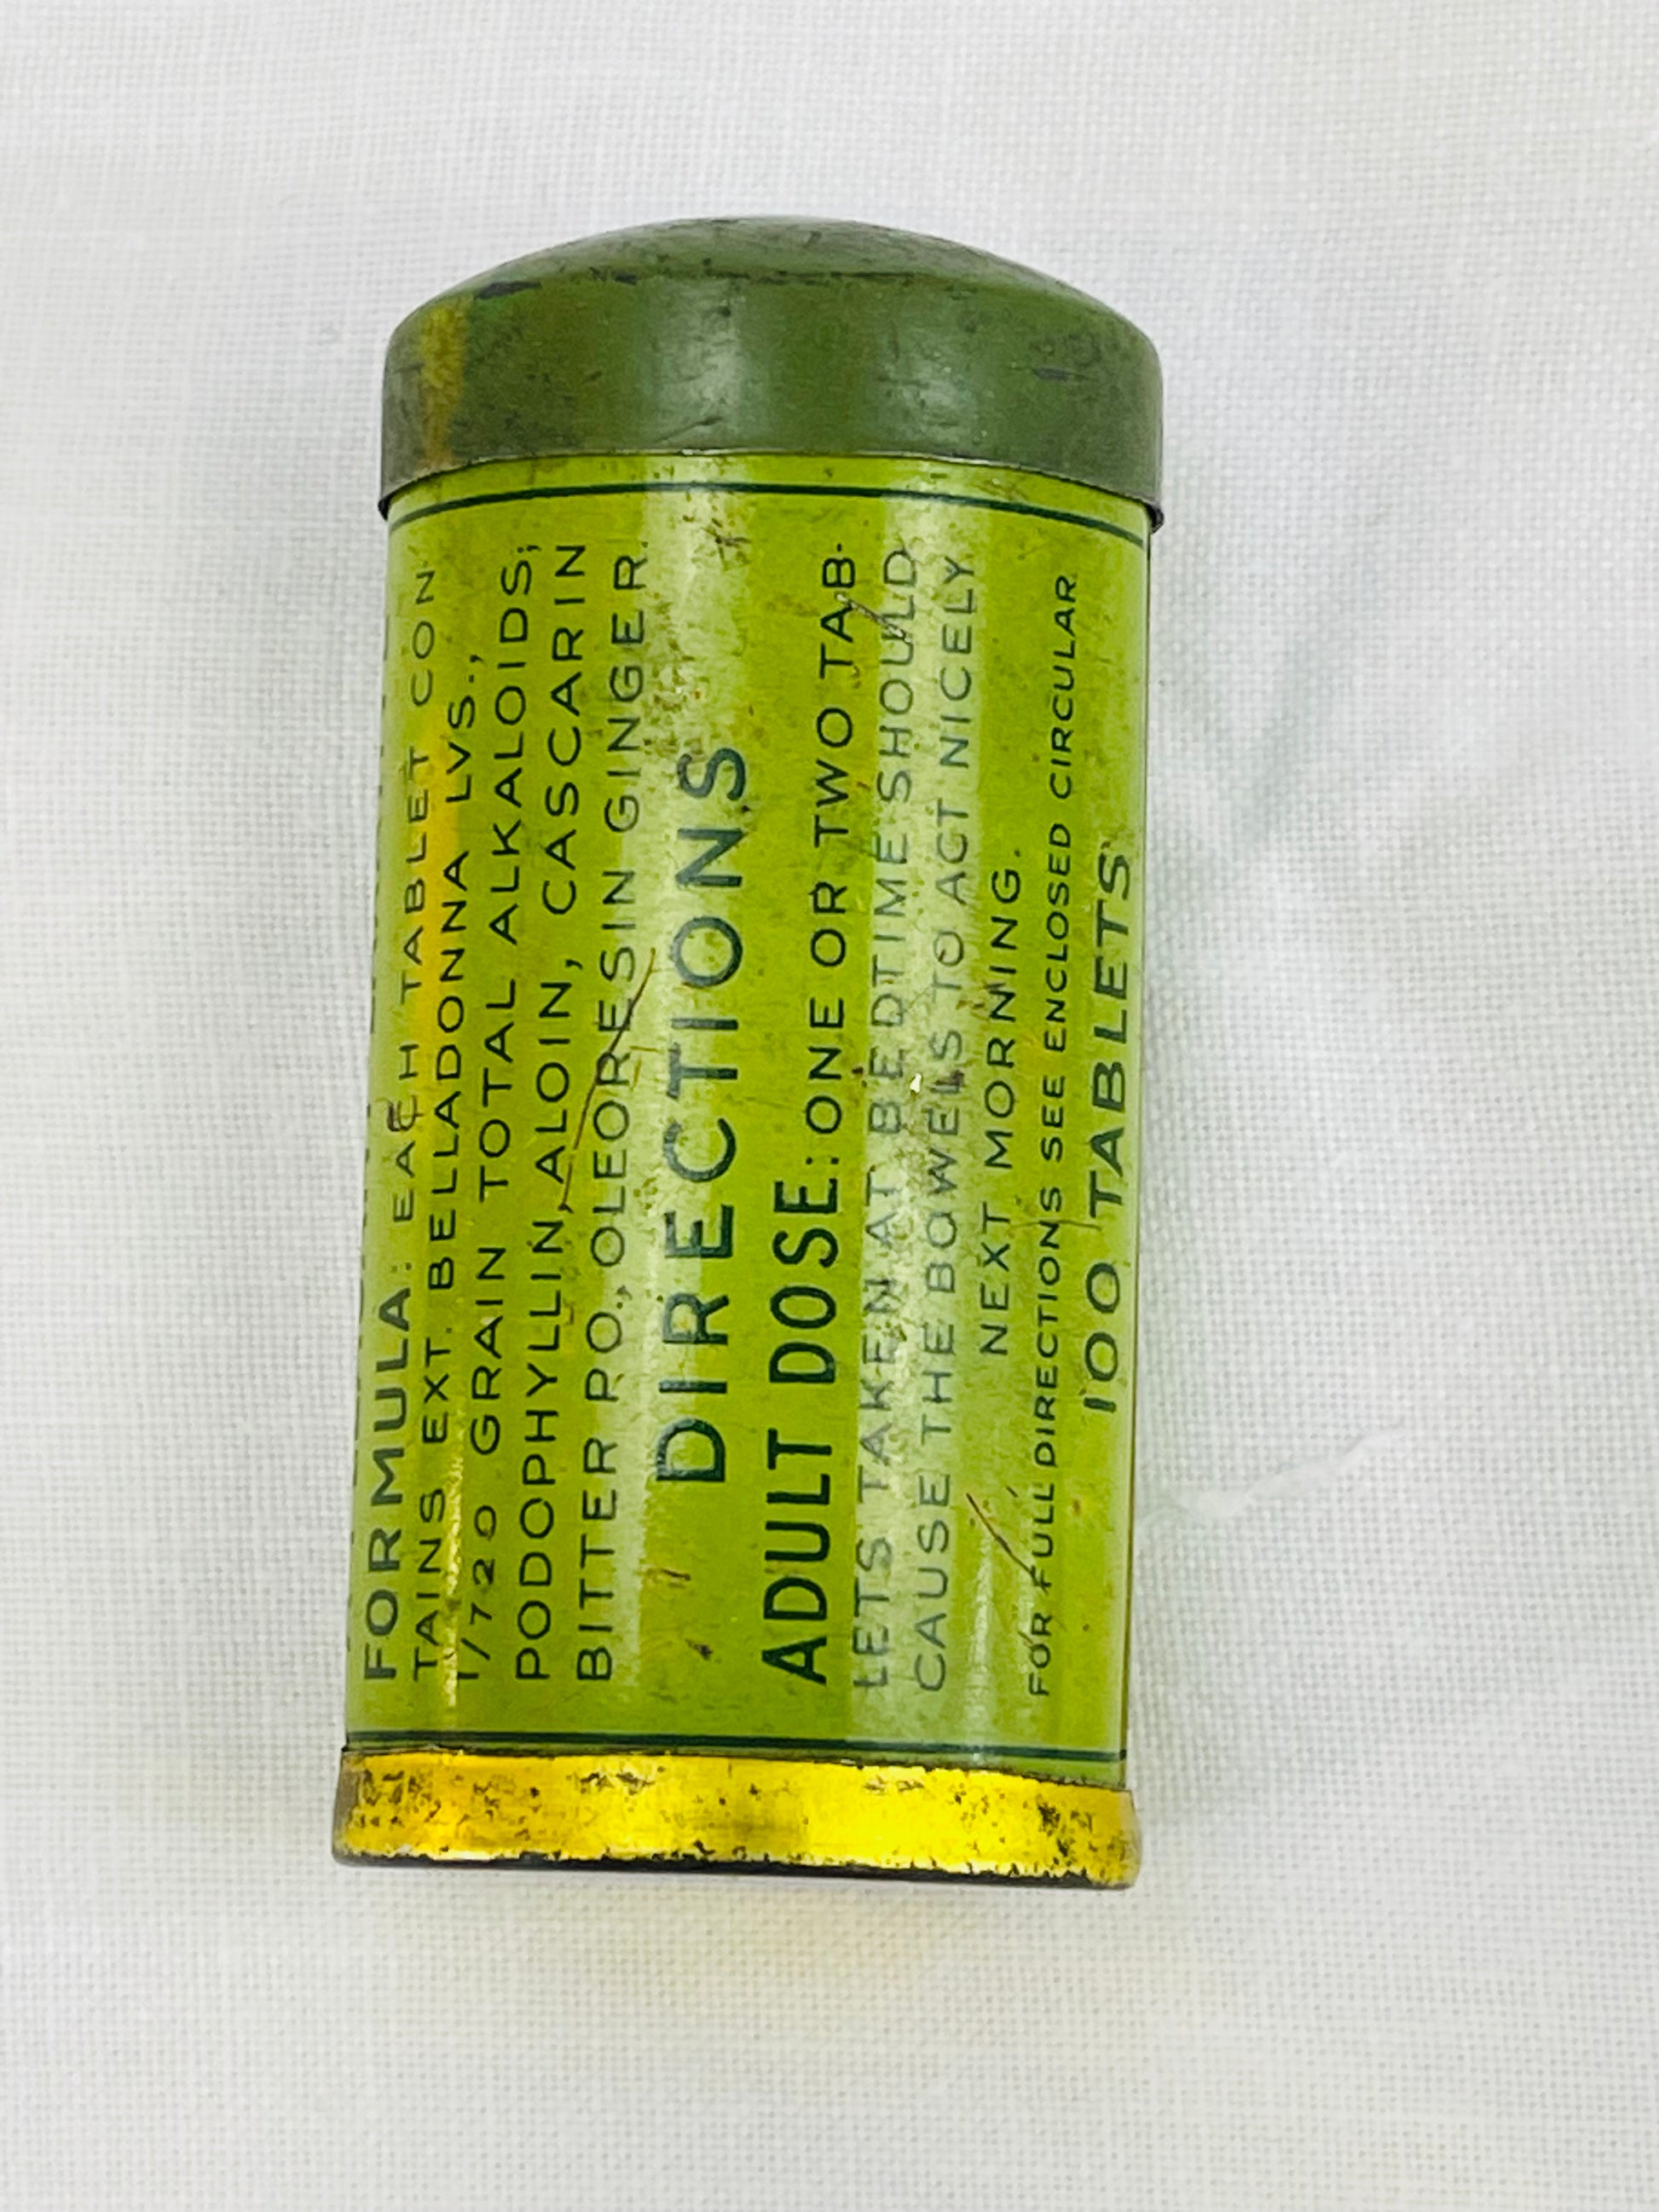 FORMULA: EACH TABLET CON
TAINS EXT. BELLADONNA LVS.,
1/720 GRAIN TOTAL ALKALOIDS;
PODOPHYLLIN, ALOIN, CASCARIN
BITTER PO., OLEORESIN GINGER.
DIRECTIONS
ADULT DOSE: ONE OR TWO TAB-
LETS TAKEN AT BEDTIME SHOULD
CAUSE THE BOWELS TO ACT NICELY
NEXT MORNING.
FOR FULL DIRECTIONS SEE ENCLOSED CIRCULAR
100 TABLETS